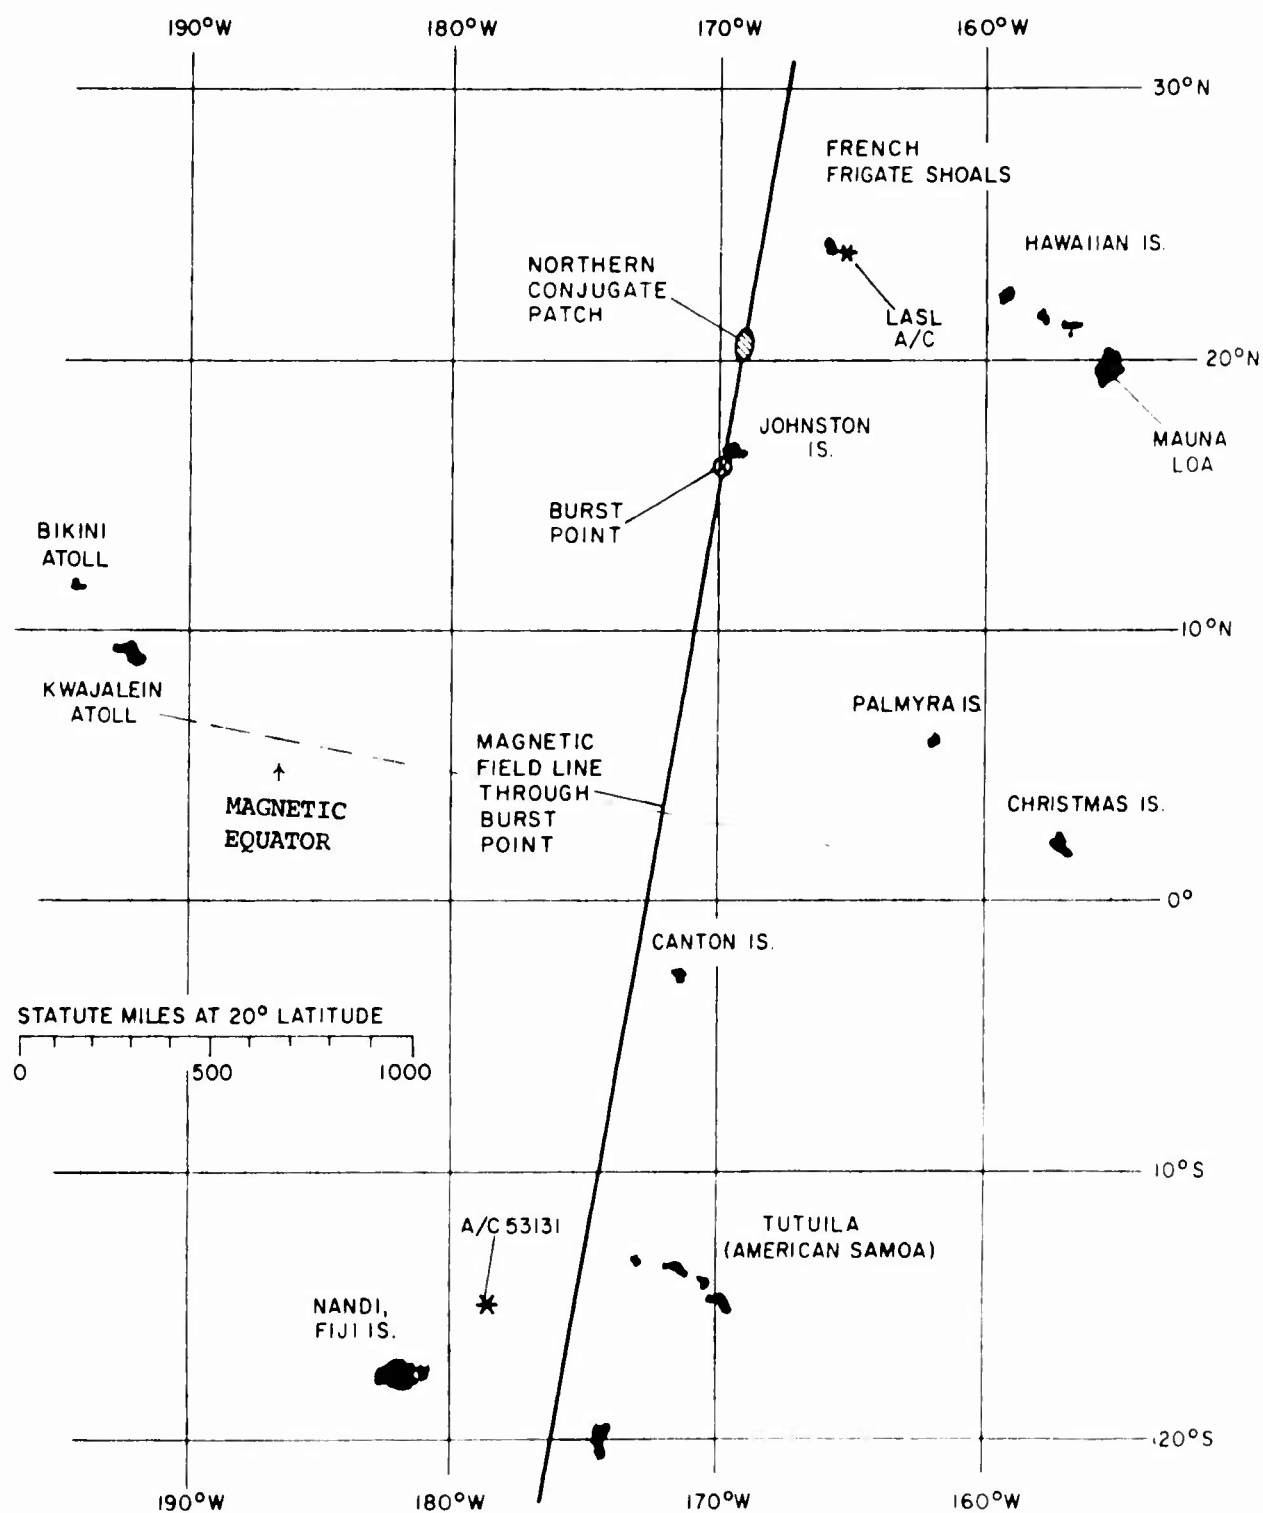 190°W 180°W 170°W 160°W
30°N
FRENCH
FRIGATE SHOALS
HAWAIIAN IS.
NORTHERN
CONJUGATE
PATCH
LASL
A/C
20°N
JOHNSTON
IS.
MAUNA
LOA
BURST
POINT
BIKINI
ATOLL
10°N
KWAJALEIN
ATOLL
PALMYRA IS
MAGNETIC
FIELD LINE
THROUGH
BURST
POINT
MAGNETIC
EQUATOR
CHRISTMAS IS.
0°
CANTON IS.
STATUTE MILES AT 20° LATITUDE
0 500 1000
10°S
A/C 53131
TUTUILA
(AMERICAN SAMOA)
NANDI,
FIJI IS.
20°S
190°W 180°W 170°W 160°W